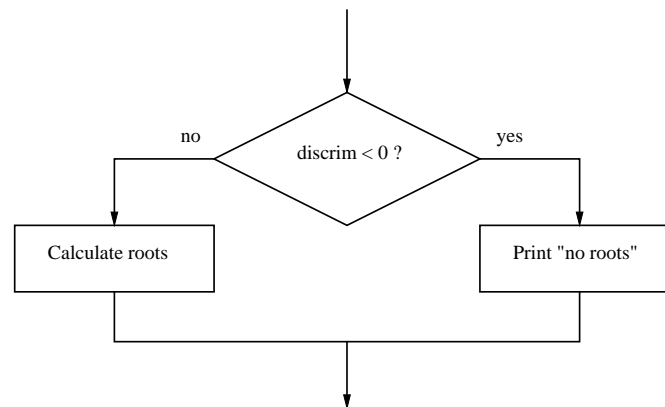 discrim < 0 ?
no
yes
Calculate roots
Print "no roots"